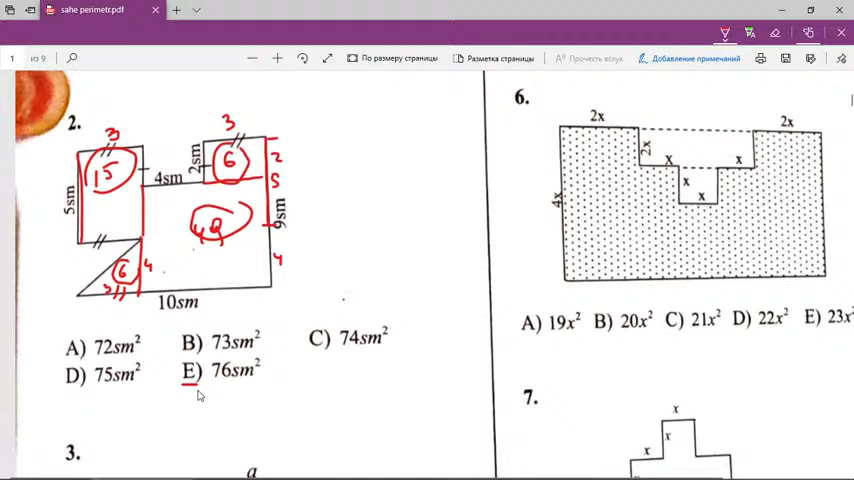 sahe perimetr.pdf
1 из 9
По размеру страницы
Разметка страницы
Прочесть вслух
Добавление примечаний
2.
3
3
15
5sm
4sm
2sm
6
2
5
9sm
49
4
6
4
3
10sm
A) 72sm² B) 73sm² C) 74sm²
D) 75sm² E) 76sm²
3.
a
6.
2x
2x
2x
x
x
x
x
4x
A) 19x² B) 20x² C) 21x² D) 22x² E) 23x
7.
x
x
x